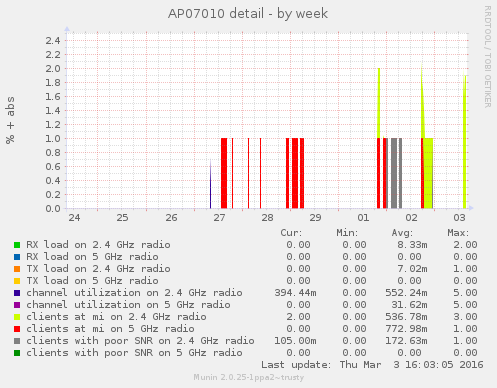 AP07010 detail - by week
RRDTOOL / TOBI OETIKER
% + abs
2.4
2.2
2.0
1.8
1.6
1.4
1.2
1.0
0.8
0.6
0.4
0.2
0.0
24 25 26 27 28 29 01 02 03
Cur: Min: Avg: Max:
RX load on 2.4 GHz radio 0.00 0.00 8.33m 2.00
RX load on 5 GHz radio 0.00 0.00 0.00 0.00
TX load on 2.4 GHz radio 0.00 0.00 7.02m 1.00
TX load on 5 GHz radio 0.00 0.00 0.00 0.00
channel utilization on 2.4 GHz radio 394.44m 0.00 552.24m 5.00
channel utilization on 5 GHz radio 0.00 0.00 31.62m 5.00
clients at mi on 2.4 GHz radio 2.00 0.00 536.78m 3.00
clients at mi on 5 GHz radio 0.00 0.00 772.98m 1.00
clients with poor SNR on 2.4 GHz radio 105.00m 0.00 172.63m 1.00
clients with poor SNR on 5 GHz radio 0.00 0.00 0.00 0.00
Last update: Thu Mar 3 16:03:05 2016
Munin 2.0.25-1ppa2~trusty